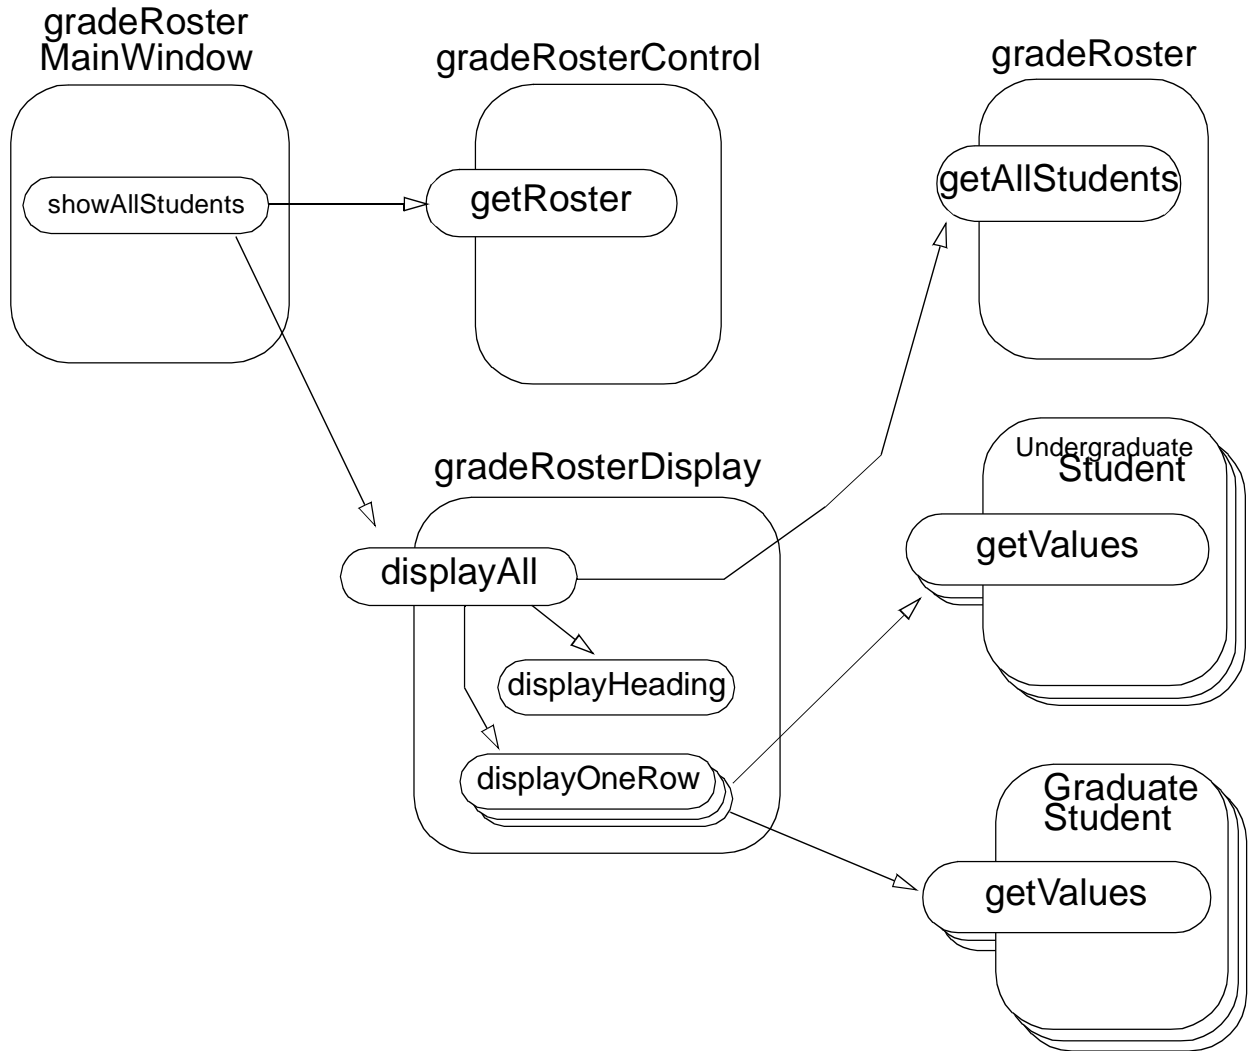 gradeRoster
MainWindow
gradeRosterControl
gradeRoster
showAllStudents
getRoster
getAllStudents
gradeRosterDisplay
displayAll
displayHeading
displayOneRow
Undergraduate
Student
getValues
Graduate
Student
getValues